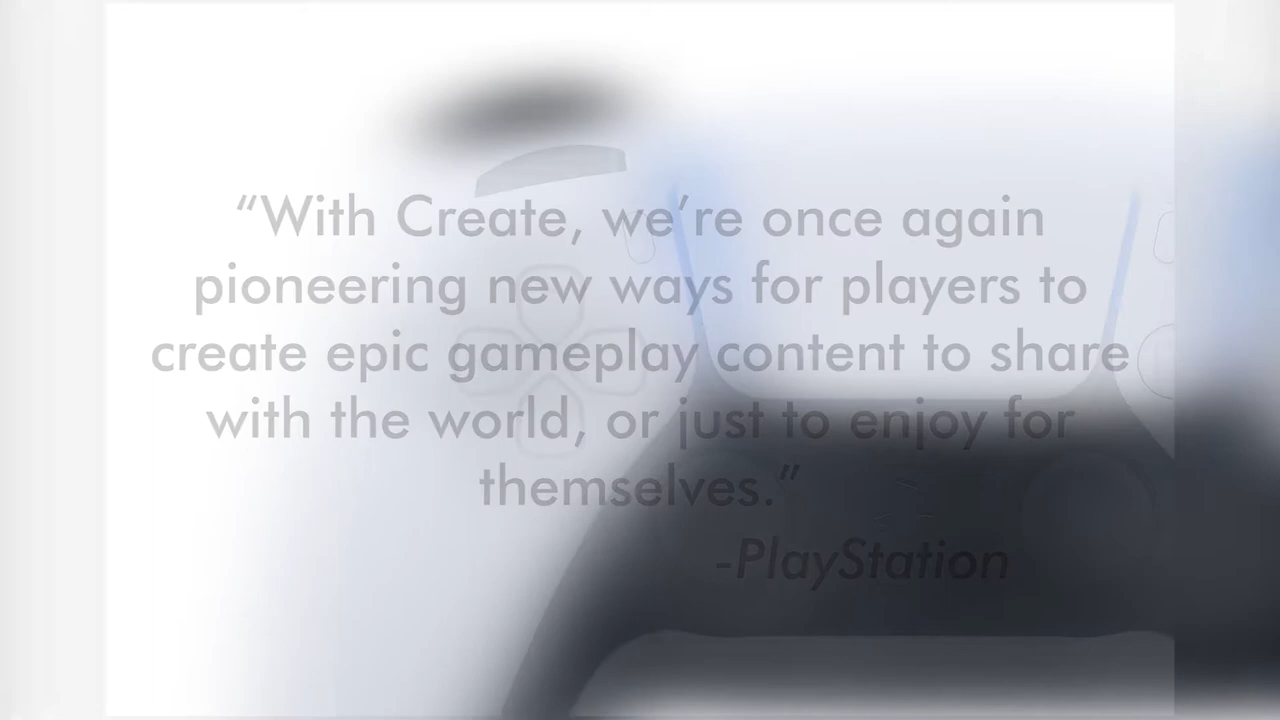 “With Create, we’re once again
pioneering new ways for players to
create epic gameplay content to share
with the world, or just to enjoy for
themselves.”
-PlayStation